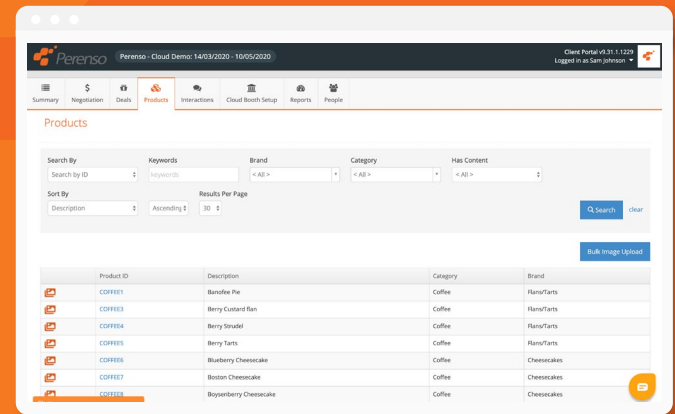 Perenso
Perenso - Cloud Demo: 14/03/2020 - 10/05/2020
Client Portal v9.31.1.1229
Logged in as Sam Johnson
Summary Negotiation Deals Products Interactions Cloud Booth Setup Reports People
Products
Search By Keywords Brand Category Has Content
Search by ID keywords < All > < All > < All >
Sort By Results Per Page
Description Ascending 30 Search clear
Bulk Image Upload
Product ID Description Category Brand
COFFEE1 Banofee Pie Coffee Flans/Tarts
COFFEE3 Berry Custard flan Coffee Flans/Tarts
COFFEE4 Berry Strudel Coffee Flans/Tarts
COFFEE5 Berry Tarts Coffee Flans/Tarts
COFFEE6 Blueberry Cheesecake Coffee Cheesecakes
COFFEE7 Boston Cheesecake Coffee Cheesecakes
COFFEE8 Boysenberry Cheesecake Coffee Cheesecakes